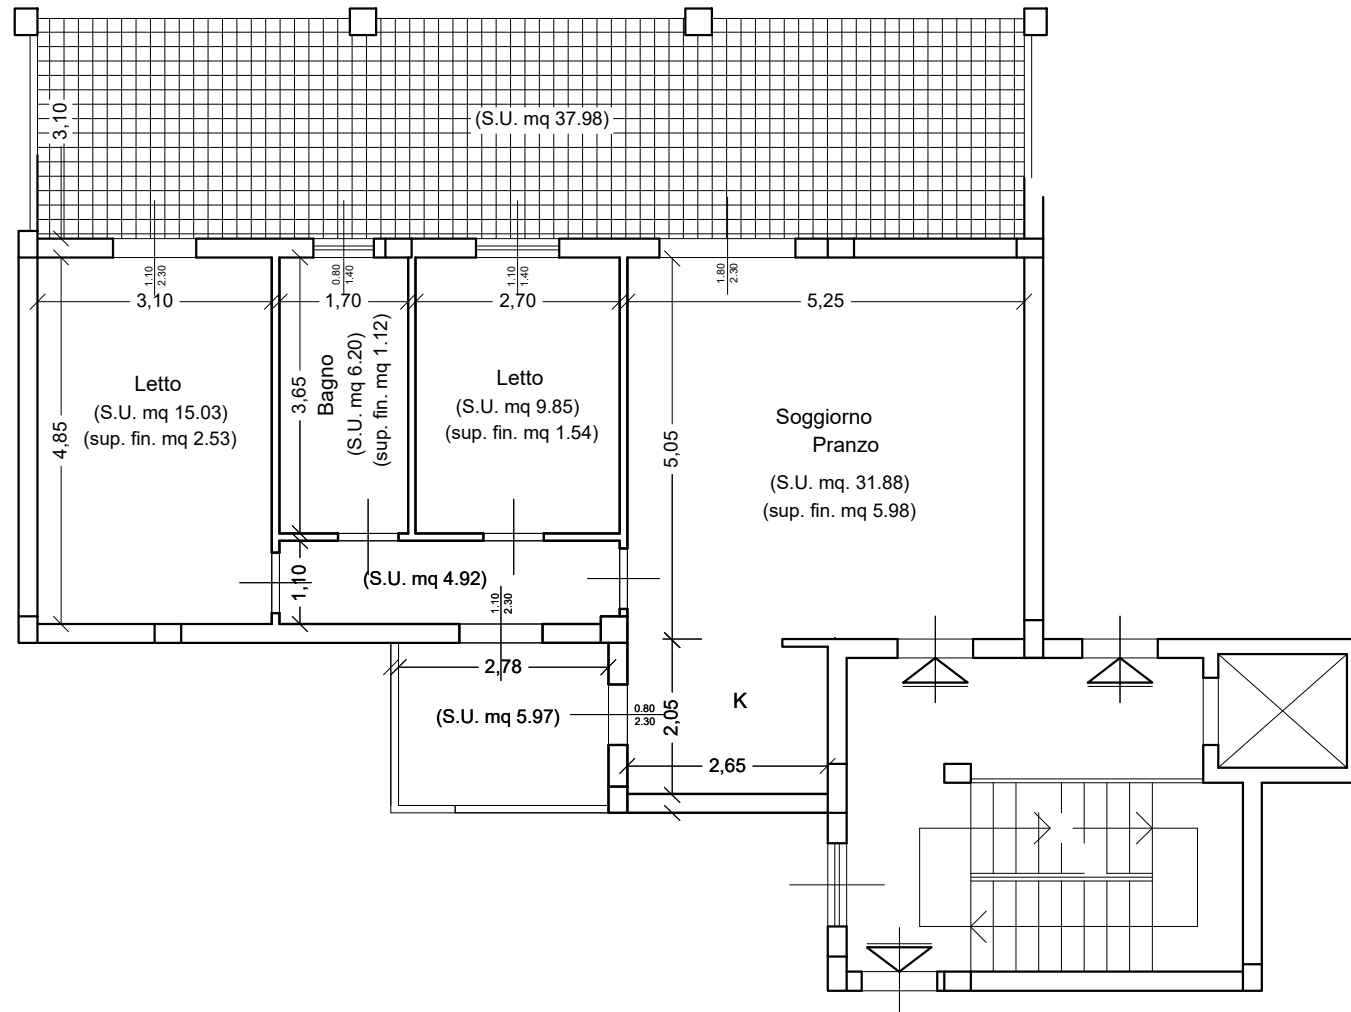 3,10
(S.U. mq 37.98)
1.10
2.30
0.80
1.40
1.10
1.40
1.80
2.30
3,10
1,70
2,70
5,25
Letto
(S.U. mq 15.03)
(sup. fin. mq 2.53)
4,85
3,65
Bagno
(S.U. mq 6.20)
(sup. fin. mq 1.12)
Letto
(S.U. mq 9.85)
(sup. fin. mq 1.54)
5,05
Soggiorno
Pranzo
(S.U. mq. 31.88)
(sup. fin. mq 5.98)
1,10
(S.U. mq 4.92)
1.10
2.30
2,78
(S.U. mq 5.97)
0.80
2.30
2,05
K
2,65